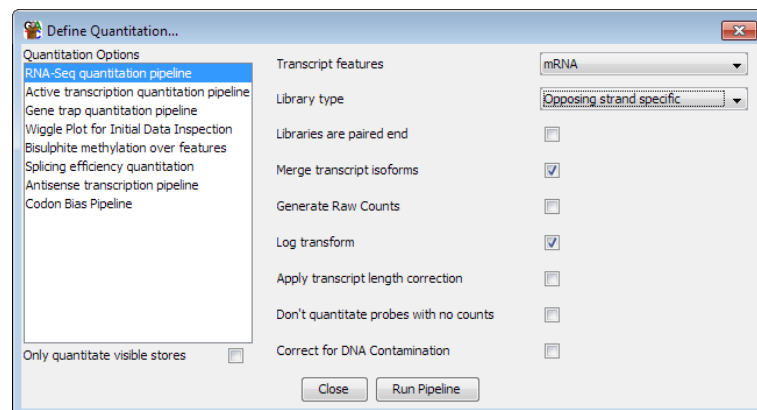 Define Quantitation...
Quantitation Options
RNA-Seq quantitation pipeline
Active transcription quantitation pipeline
Gene trap quantitation pipeline
Wiggle Plot for Initial Data Inspection
Bisulphite methylation over features
Splicing efficiency quantitation
Antisense transcription pipeline
Codon Bias Pipeline
Only quantitate visible stores
Transcript features
mRNA
Library type
Opposing strand specific
Libraries are paired end
Merge transcript isoforms
Generate Raw Counts
Log transform
Apply transcript length correction
Don't quantitate probes with no counts
Correct for DNA Contamination
Close
Run Pipeline